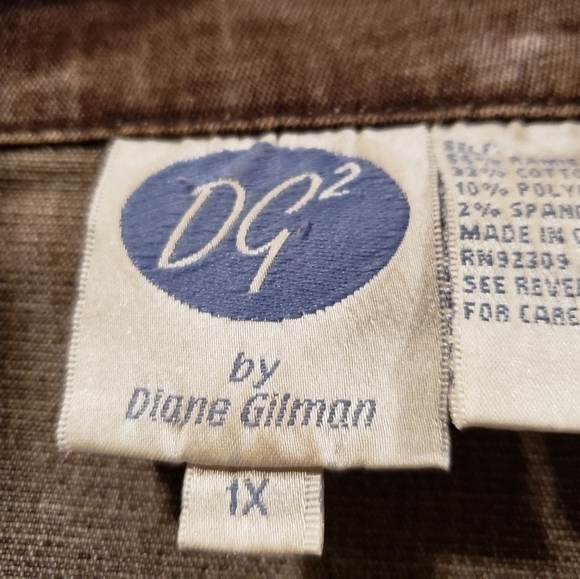 DG²
by
Diane Gilman
1X
10% POLY
2% SPAN
MADE IN
RN92309
SEE REVE
FOR CARE